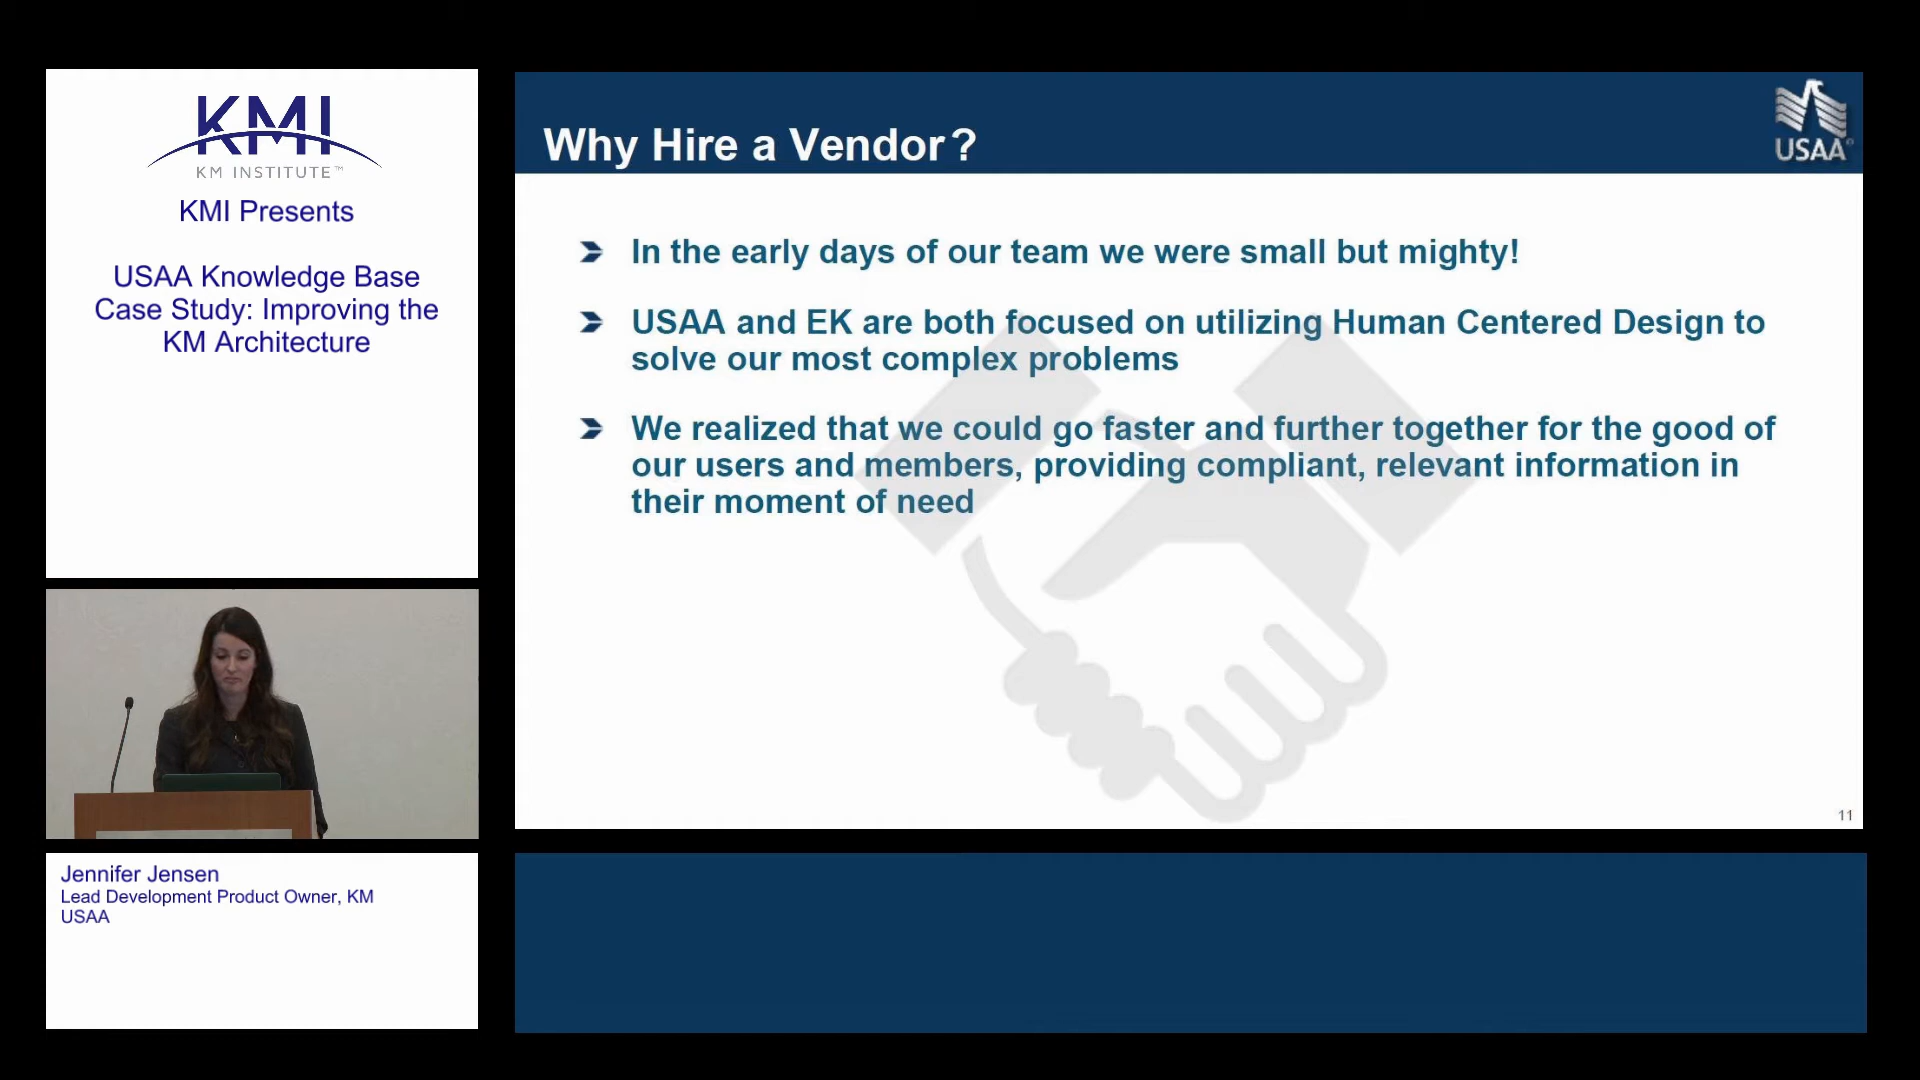 KMI
KM INSTITUTE™
KMI Presents
USAA Knowledge Base
Case Study: Improving the
KM Architecture
Jennifer Jensen
Lead Development Product Owner, KM
USAA
Why Hire a Vendor?
USAA®
In the early days of our team we were small but mighty!
USAA and EK are both focused on utilizing Human Centered Design to
solve our most complex problems
We realized that we could go faster and further together for the good of
our users and members, providing compliant, relevant information in
their moment of need
11